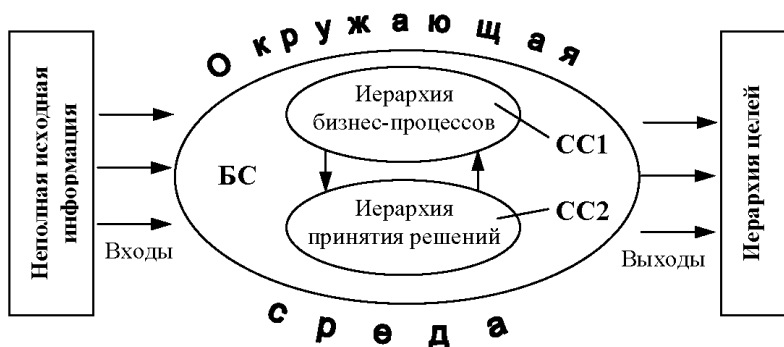 Окружающая
Неполная исходная
информация
Входы
БС
Иерархия
бизнес-процессов
СС1
Иерархия
принятия решений
СС2
Выходы
Иерархия целей
среда